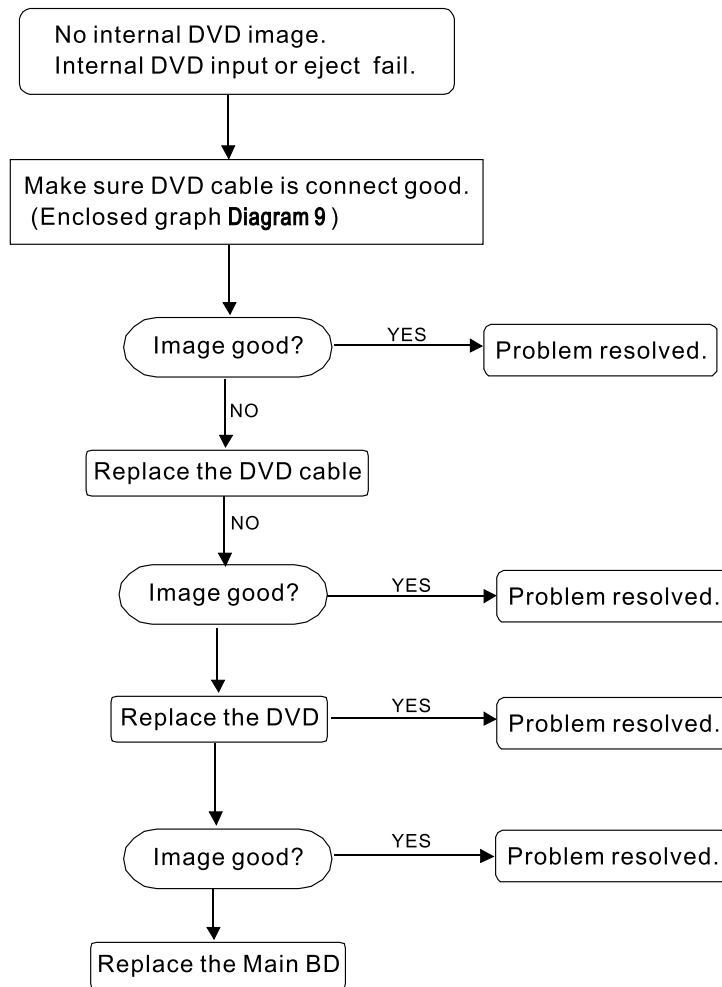 No internal DVD image.
Internal DVD input or eject fail.
Make sure DVD cable is connect good.
(Enclosed graph Diagram 9 )
Image good?
YES
Problem resolved.
NO
Replace the DVD cable
NO
Image good?
YES
Problem resolved.
Replace the DVD
YES
Problem resolved.
Image good?
YES
Problem resolved.
Replace the Main BD